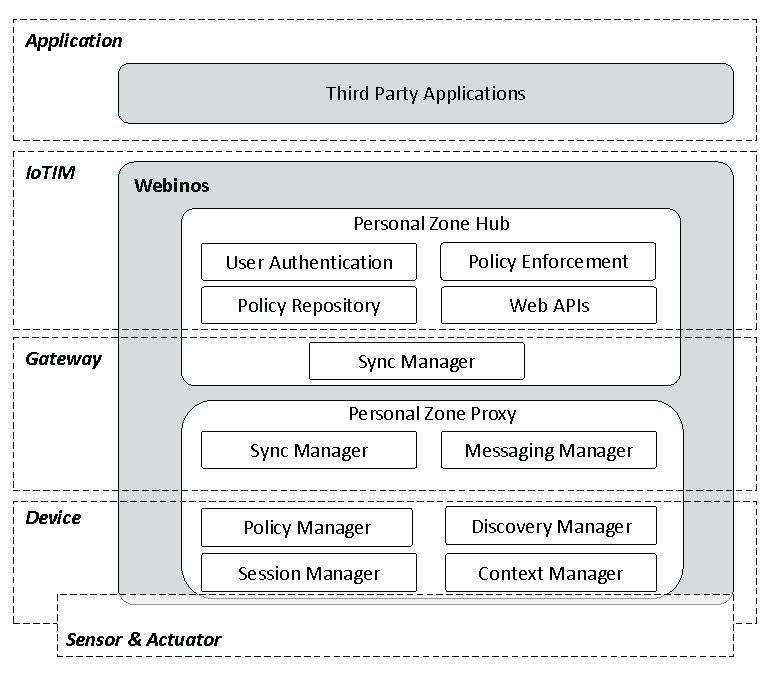 Application
Third Party Applications
IoTIM
Webinos
Personal Zone Hub
User Authentication
Policy Enforcement
Policy Repository
Web APIs
Gateway
Sync Manager
Personal Zone Proxy
Sync Manager
Messaging Manager
Device
Policy Manager
Discovery Manager
Session Manager
Context Manager
Sensor & Actuator